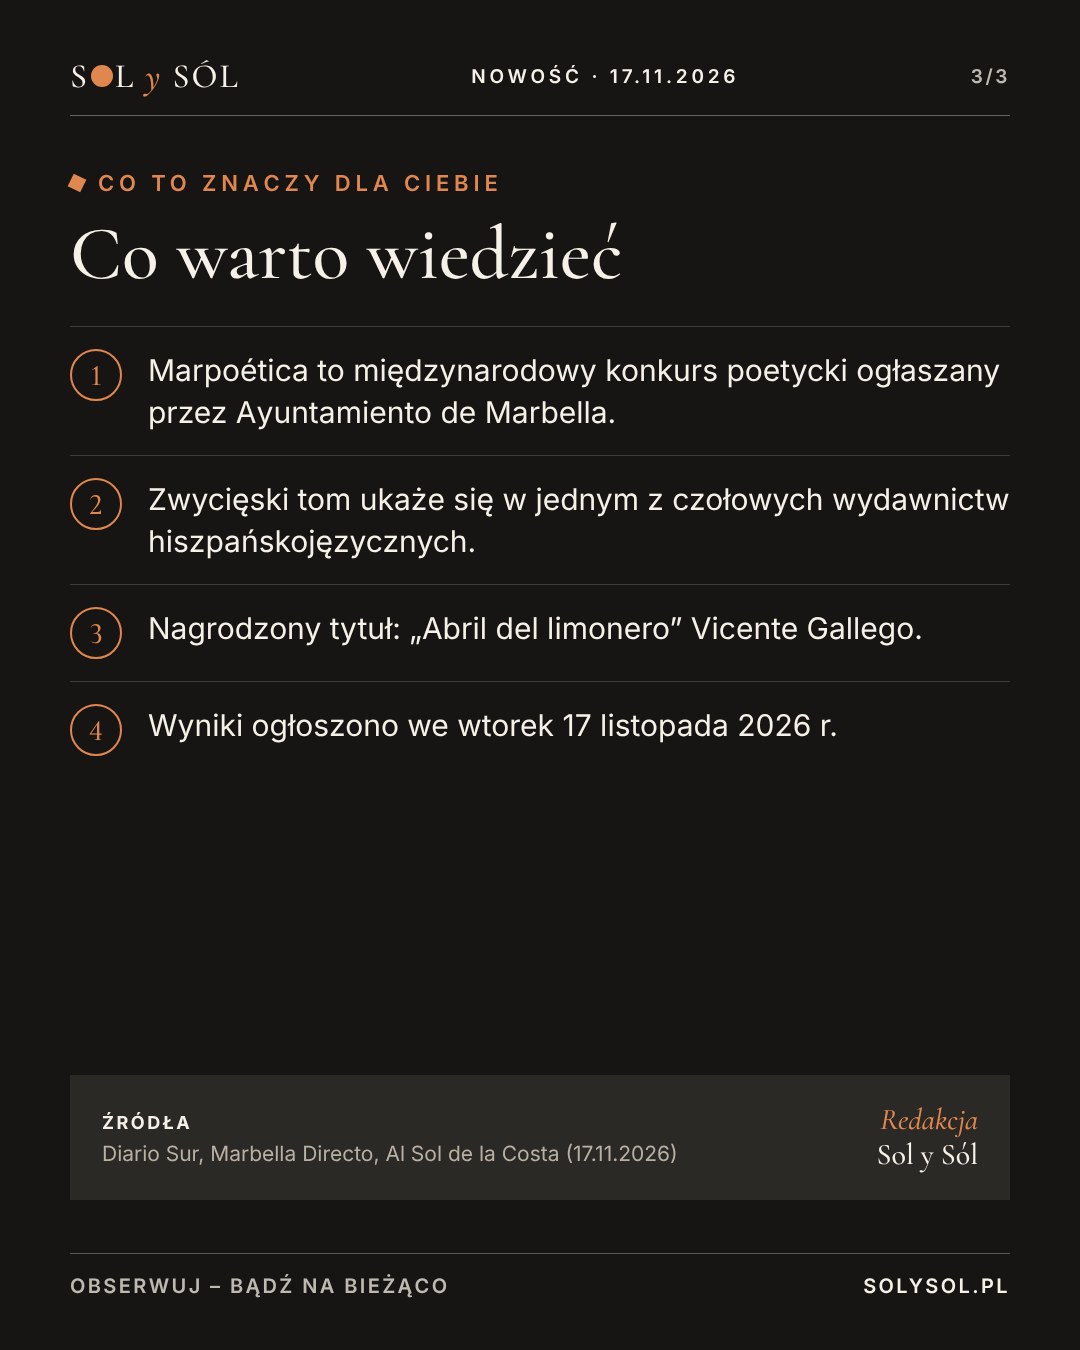 SOL y SÓL
NOWOŚĆ · 17.11.2026
3/3
CO TO ZNACZY DLA CIEBIE
Co warto wiedzieć
1
Marpoética to międzynarodowy konkurs poetycki ogłaszany
przez Ayuntamiento de Marbella.
2
Zwycięski tom ukaże się w jednym z czołowych wydawnictw
hiszpańskojęzycznych.
3
Nagrodzony tytuł: „Abril del limonero” Vicente Gallego.
4
Wyniki ogłoszono we wtorek 17 listopada 2026 r.
ŹRÓDŁA
Diario Sur, Marbella Directo, Al Sol de la Costa (17.11.2026)
Redakcja
Sol y Sól
OBSERWUJ – BĄDŹ NA BIEŻĄCO
SOLYSOL.PL